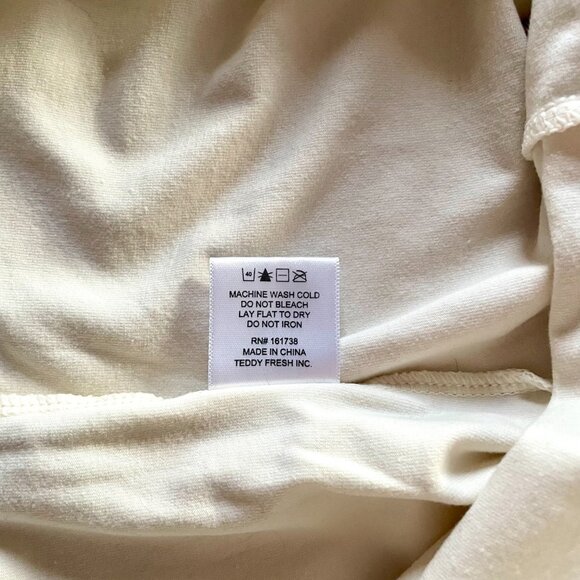 40
MACHINE WASH COLD
DO NOT BLEACH
LAY FLAT TO DRY
DO NOT IRON
RN# 161738
MADE IN CHINA
TEDDY FRESH INC.